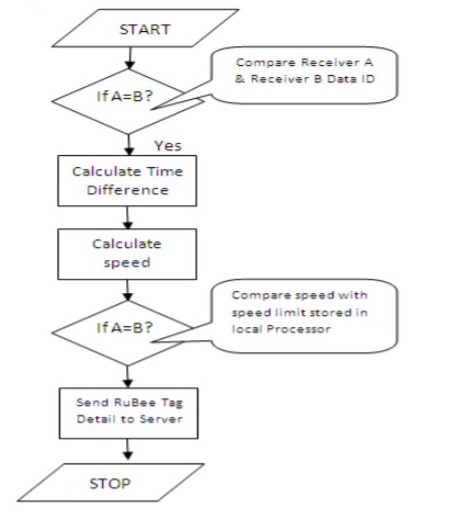 START
Compare Receiver A
& Receiver B Data ID
If A=B?
Yes
Calculate Time
Difference
Calculate
speed
Compare speed with
speed limit stored in
local Processor
If A=B?
Send RuBee Tag
Detail to Server
STOP